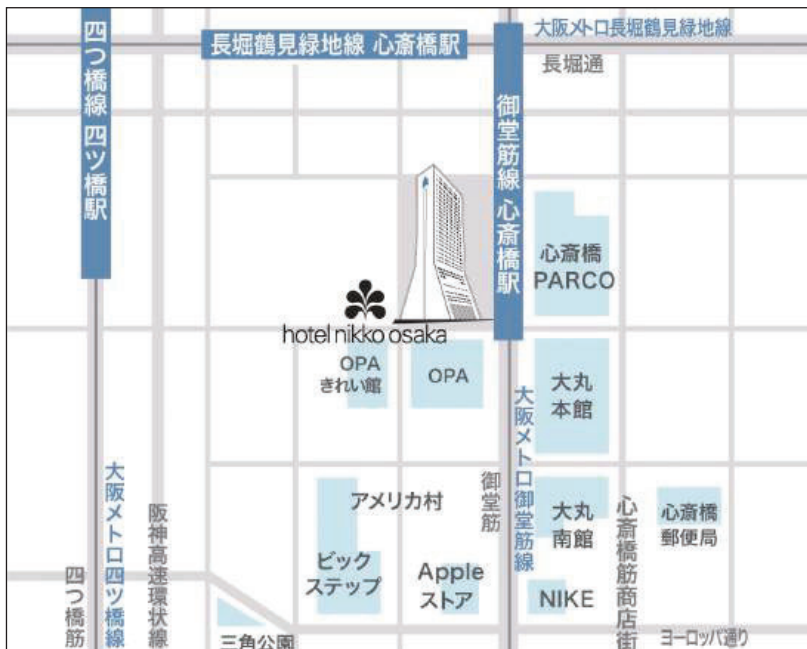 大阪メトロ長堀鶴見緑地線
長堀鶴見緑地線 心斎橋駅
長堀通
四つ橋線 四ツ橋駅
御堂筋線 心斎橋駅
心斎橋
PARCO
hotel nikko osaka
OPA
きれい館
OPA
大丸
本館
大阪メトロ御堂筋線
御堂筋
アメリカ村
大丸
南館
心斎橋
郵便局
心斎橋筋商店街
大阪メトロ四ツ橋線
阪神高速環状線
四つ橋筋
ビック
ステップ
Apple
ストア
NIKE
三角公園
ヨーロッパ通り